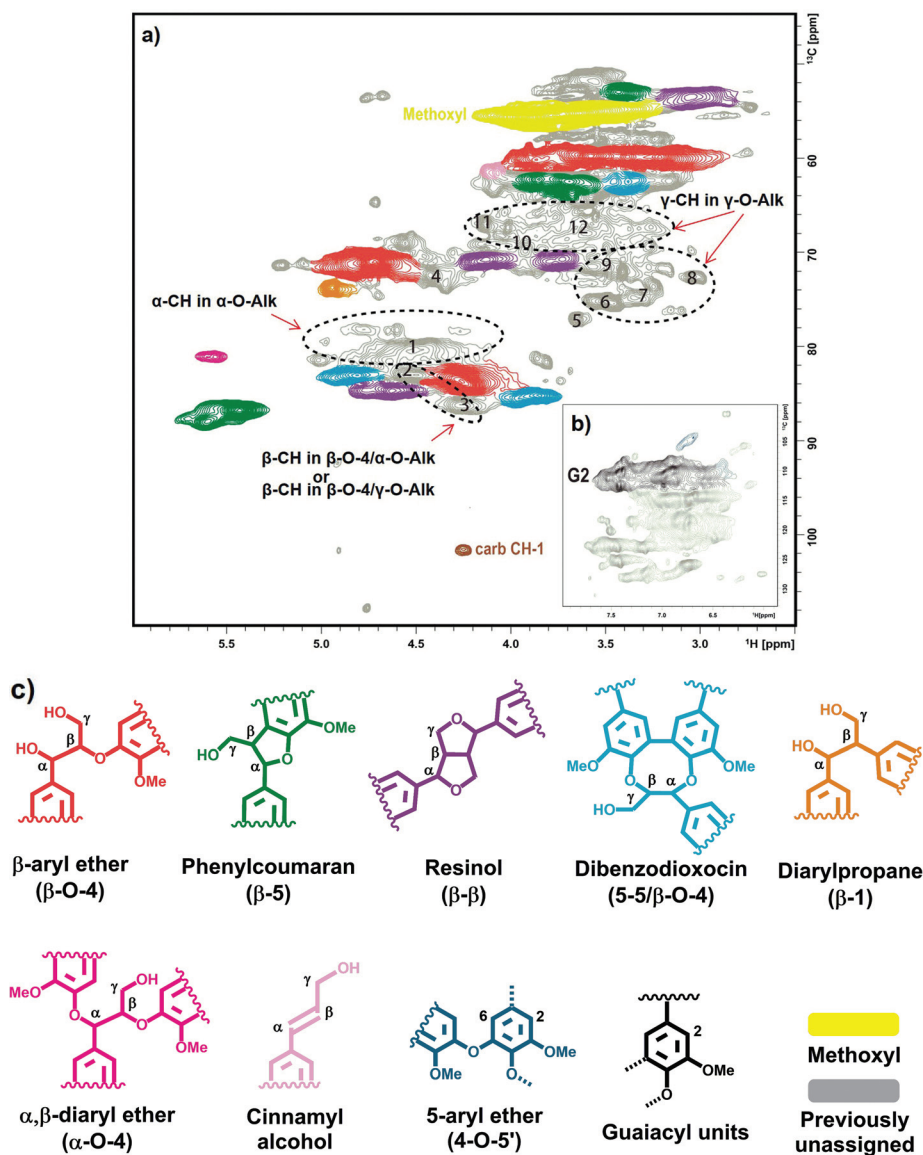 a)
13C [ppm]
Methoxyl
60
γ-CH in γ-O-Alk
11
12
10
70
4
9
8
7
6
5
α-CH in α-O-Alk
1
80
2
3
β-CH in β-O-4/α-O-Alk
or
β-CH in β-O-4/γ-O-Alk
90
carb CH-1
100
b)
G2
13C [ppm]
105
110
115
120
125
130
7.5 7.0 6.5 1H[ppm]
5.5 5.0 4.5 4.0 3.5 3.0 1H [ppm]
c)
HO γ
HO β
α O
OMe
β-aryl ether
(β-O-4)
OMe
β
HO γ
α O
Phenylcoumaran
(β-5)
O
γ
β
α
O
Resinol
(β-β)
MeO OMe
O β α O
γ
HO
Dibenzodioxocin
(5-5/β-O-4)
HO γ
HO β
α
Diarylpropane
(β-1)
MeO
γ OH
O β
α O
OMe
α,β-diaryl ether
(α-O-4)
OH
γ
β
α
Cinnamyl
alcohol
6 2
O OMe
OMe O
5-aryl ether
(4-O-5')
2
OMe
O
Guaiacyl units
Methoxyl
Previously
unassigned